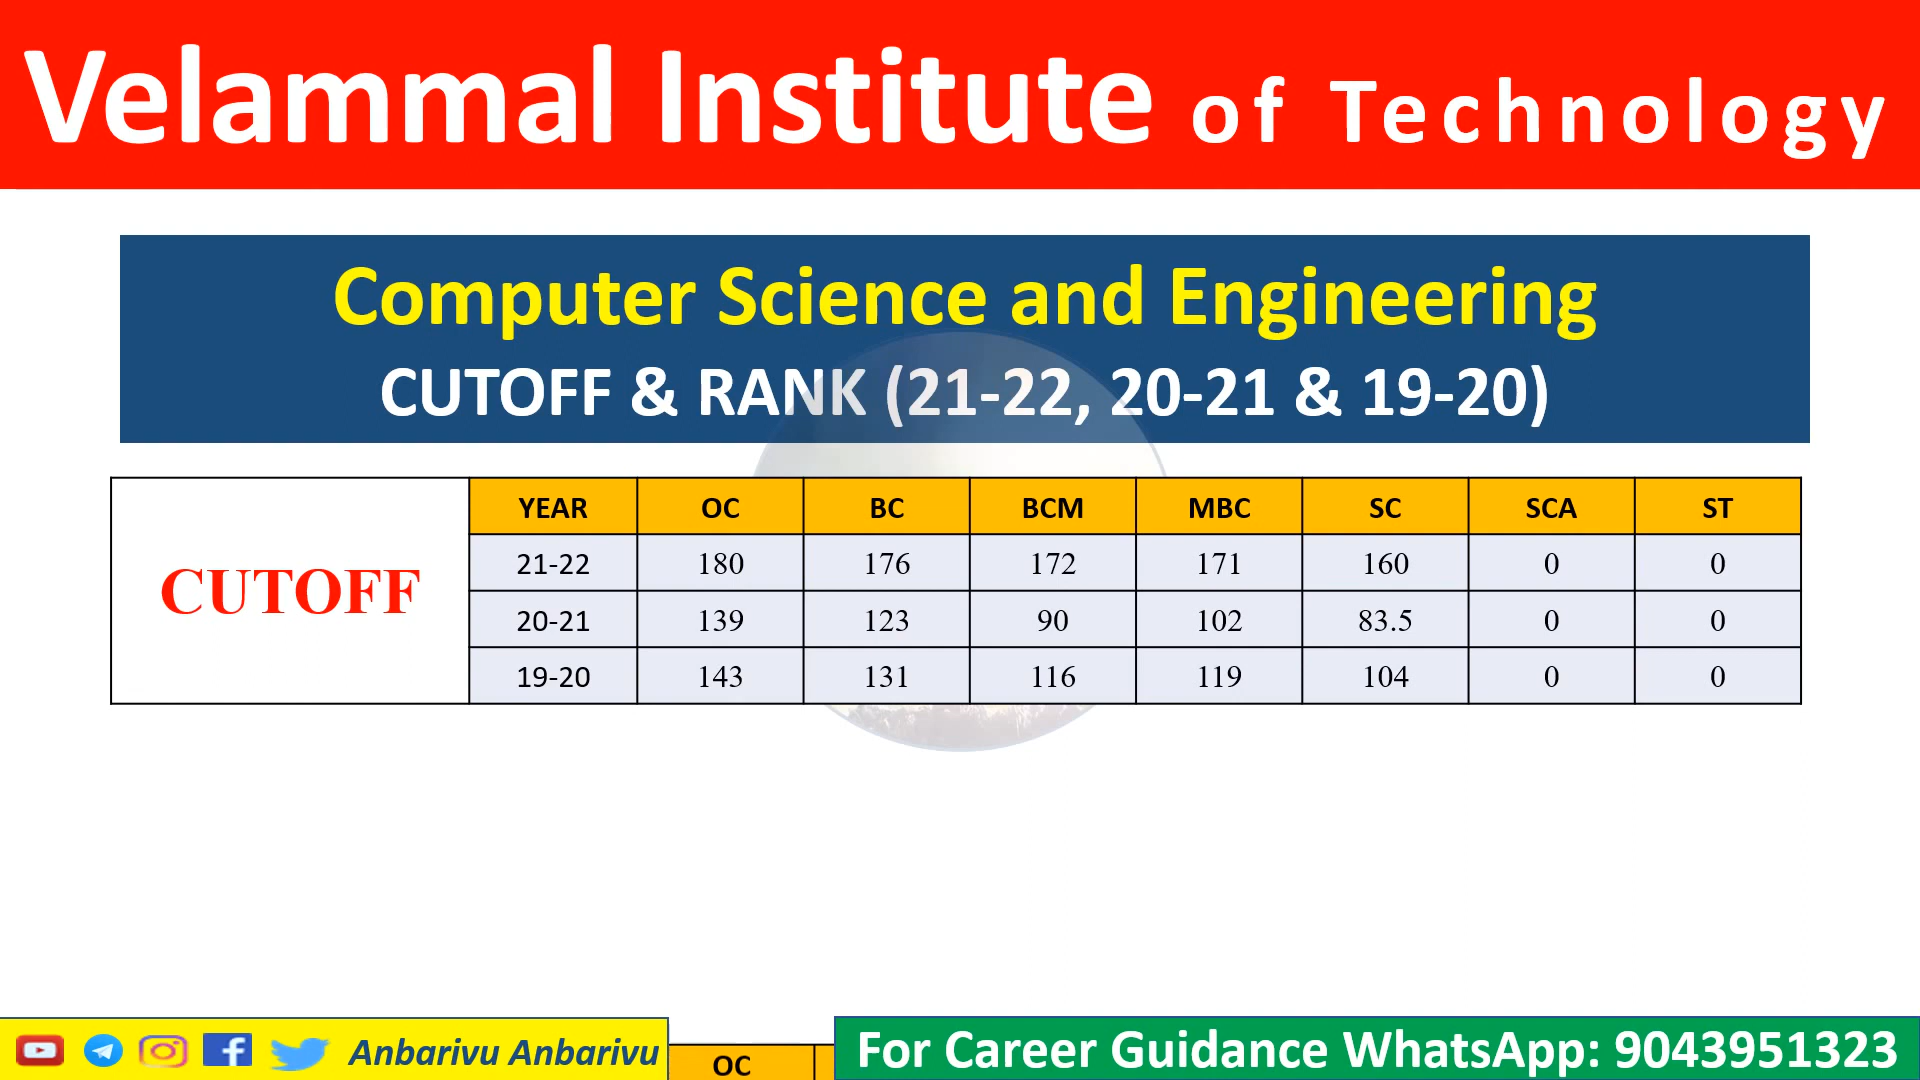 Velammal Institute of Technology
Computer Science and Engineering
CUTOFF & RANK (21-22, 20-21 & 19-20)
CUTOFF
YEAR OC BC BCM MBC SC SCA ST
21-22 180 176 172 171 160 0 0
20-21 139 123 90 102 83.5 0 0
19-20 143 131 116 119 104 0 0
Anbarivu Anbarivu
OC
For Career Guidance WhatsApp: 9043951323